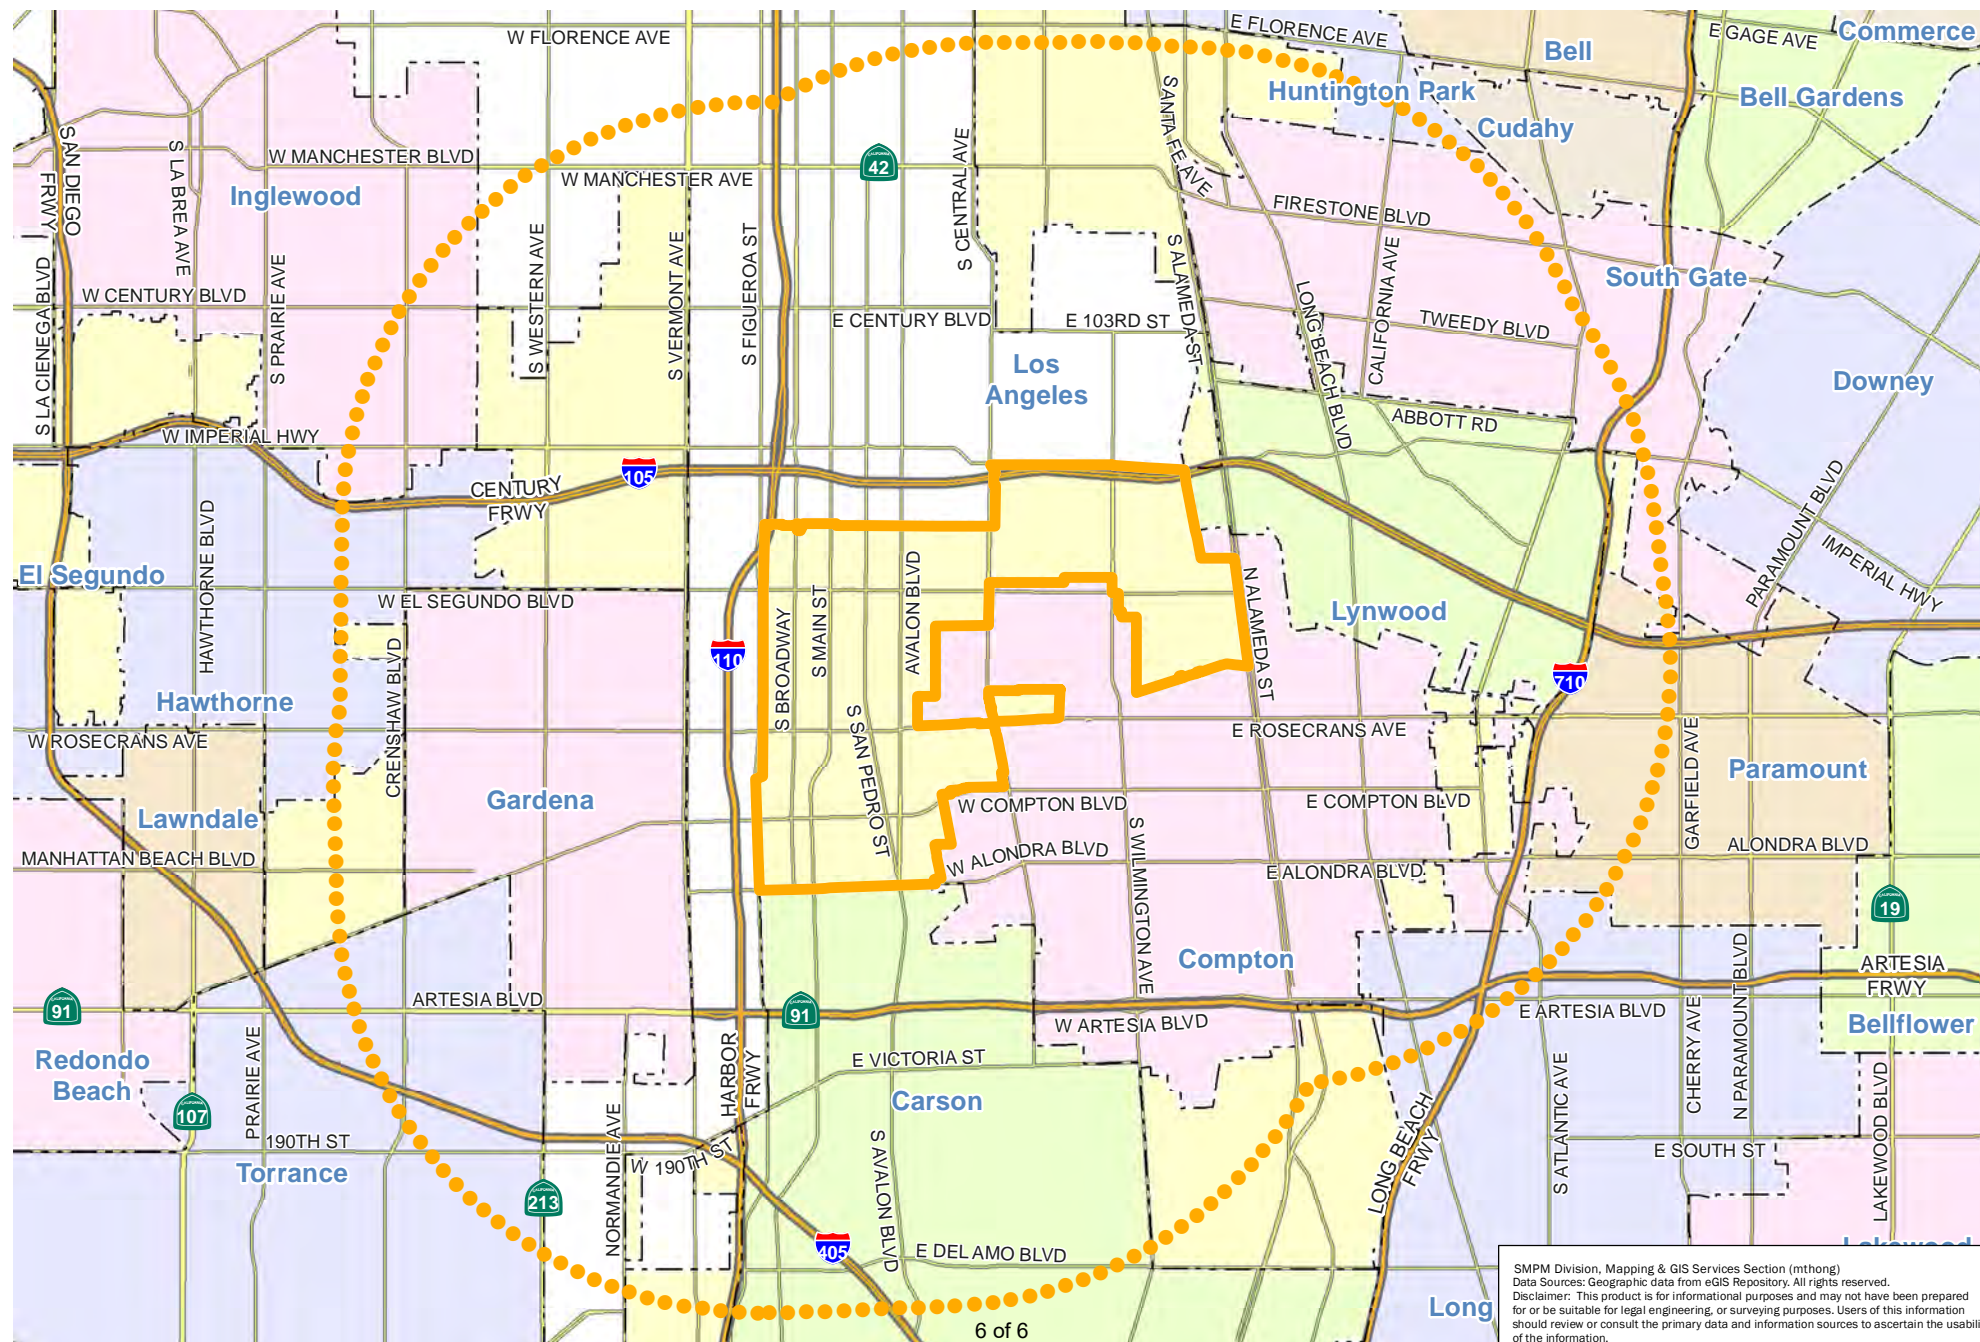 W FLORENCE AVE
E FLORENCE AVE
Bell
E GAGE AVE
Commerce
Huntington Park
Cudahy
Bell Gardens
SAN DIEGO
FRWY
S LA BREA AVE
W MANCHESTER BLVD
W MANCHESTER AVE
42
S CENTRAL AVE
SANTA FE AVE
Inglewood
FIRESTONE BLVD
S LA CIENEGA BLVD
S PRAIRIE AVE
S WESTERN AVE
S VERMONT AVE
S FIGUEROA ST
S ALAMEDA ST
CALIFORNIA AVE
LONG BEACH BLVD
South Gate
W CENTURY BLVD
E CENTURY BLVD
E 103RD ST
TWEEDY BLVD
Los
Angeles
Downey
ABBOTT RD
W IMPERIAL HWY
105
CENTURY
FRWY
PARAMOUNT BLVD
IMPERIAL HWY
HAWTHORNE BLVD
El Segundo
AVALON BLVD
W EL SEGUNDO BLVD
S MAIN ST
S BROADWAY
N ALAMEDA ST
Lynwood
110
CRENSHAW BLVD
710
Hawthorne
W ROSECRANS AVE
S SAN PEDRO ST
E ROSECRANS AVE
GARFIELD AVE
Paramount
Gardena
Lawndale
W COMPTON BLVD
E COMPTON BLVD
MANHATTAN BEACH BLVD
W ALONDRA BLVD
S WILMINGTON AVE
E ALONDRA BLVD
ALONDRA BLVD
19
Compton
N PARAMOUNT BLVD
ARTESIA
FRWY
91
ARTESIA BLVD
91
W ARTESIA BLVD
E ARTESIA BLVD
CHERRY AVE
Bellflower
Redondo
Beach
PRAIRIE AVE
HARBOR
FRWY
E VICTORIA ST
S ATLANTIC AVE
LAKEWOOD BLVD
107
Carson
NORMANDIE AVE
LONG BEACH
FRWY
190TH ST
W 190TH ST
S AVALON BLVD
E SOUTH ST
Torrance
213
405
E DEL AMO BLVD
Lakewood
Long
6 of 6
SMPM Division, Mapping & GIS Services Section (mthong)
Data Sources: Geographic data from eGIS Repository. All rights reserved.
Disclaimer: This product is for informational purposes and may not have been prepared
for or be suitable for legal engineering, or surveying purposes. Users of this information
should review or consult the primary data and information sources to ascertain the usabili
of the information.